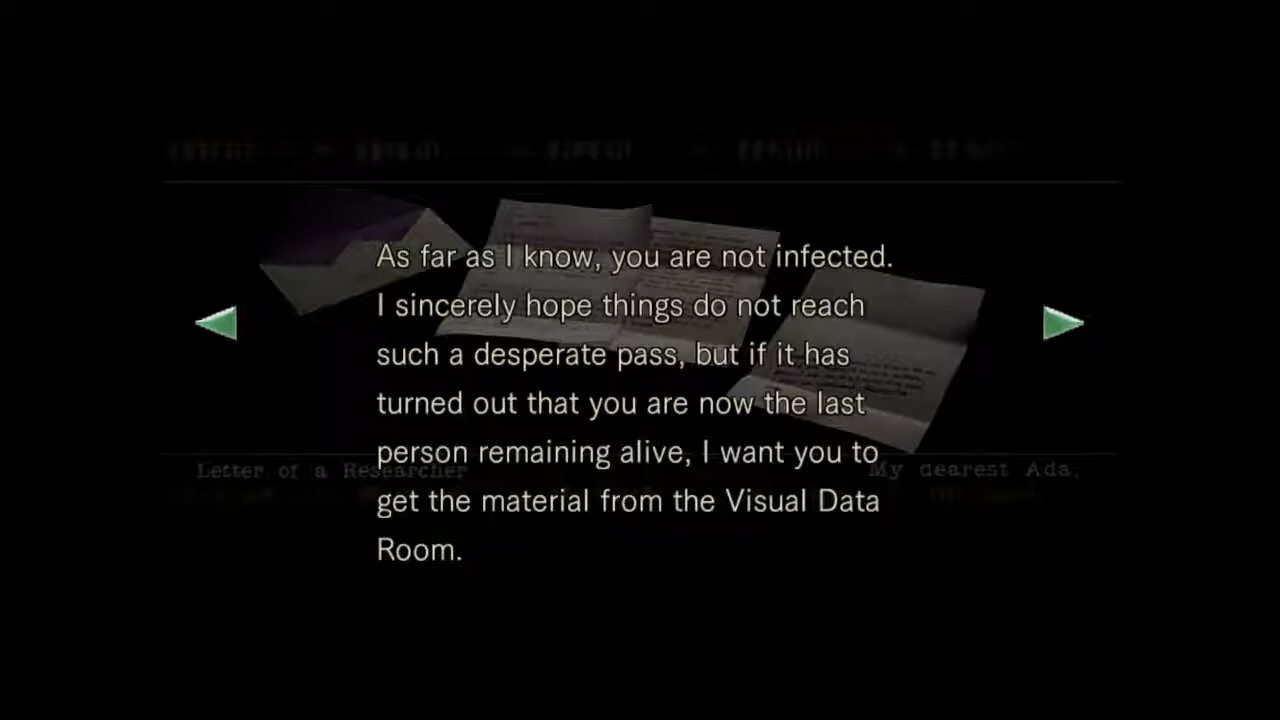 As far as I know, you are not infected.
I sincerely hope things do not reach
such a desperate pass, but if it has
turned out that you are now the last
person remaining alive, I want you to
get the material from the Visual Data
Room.
Letter of a Researcher
My dearest Ada,